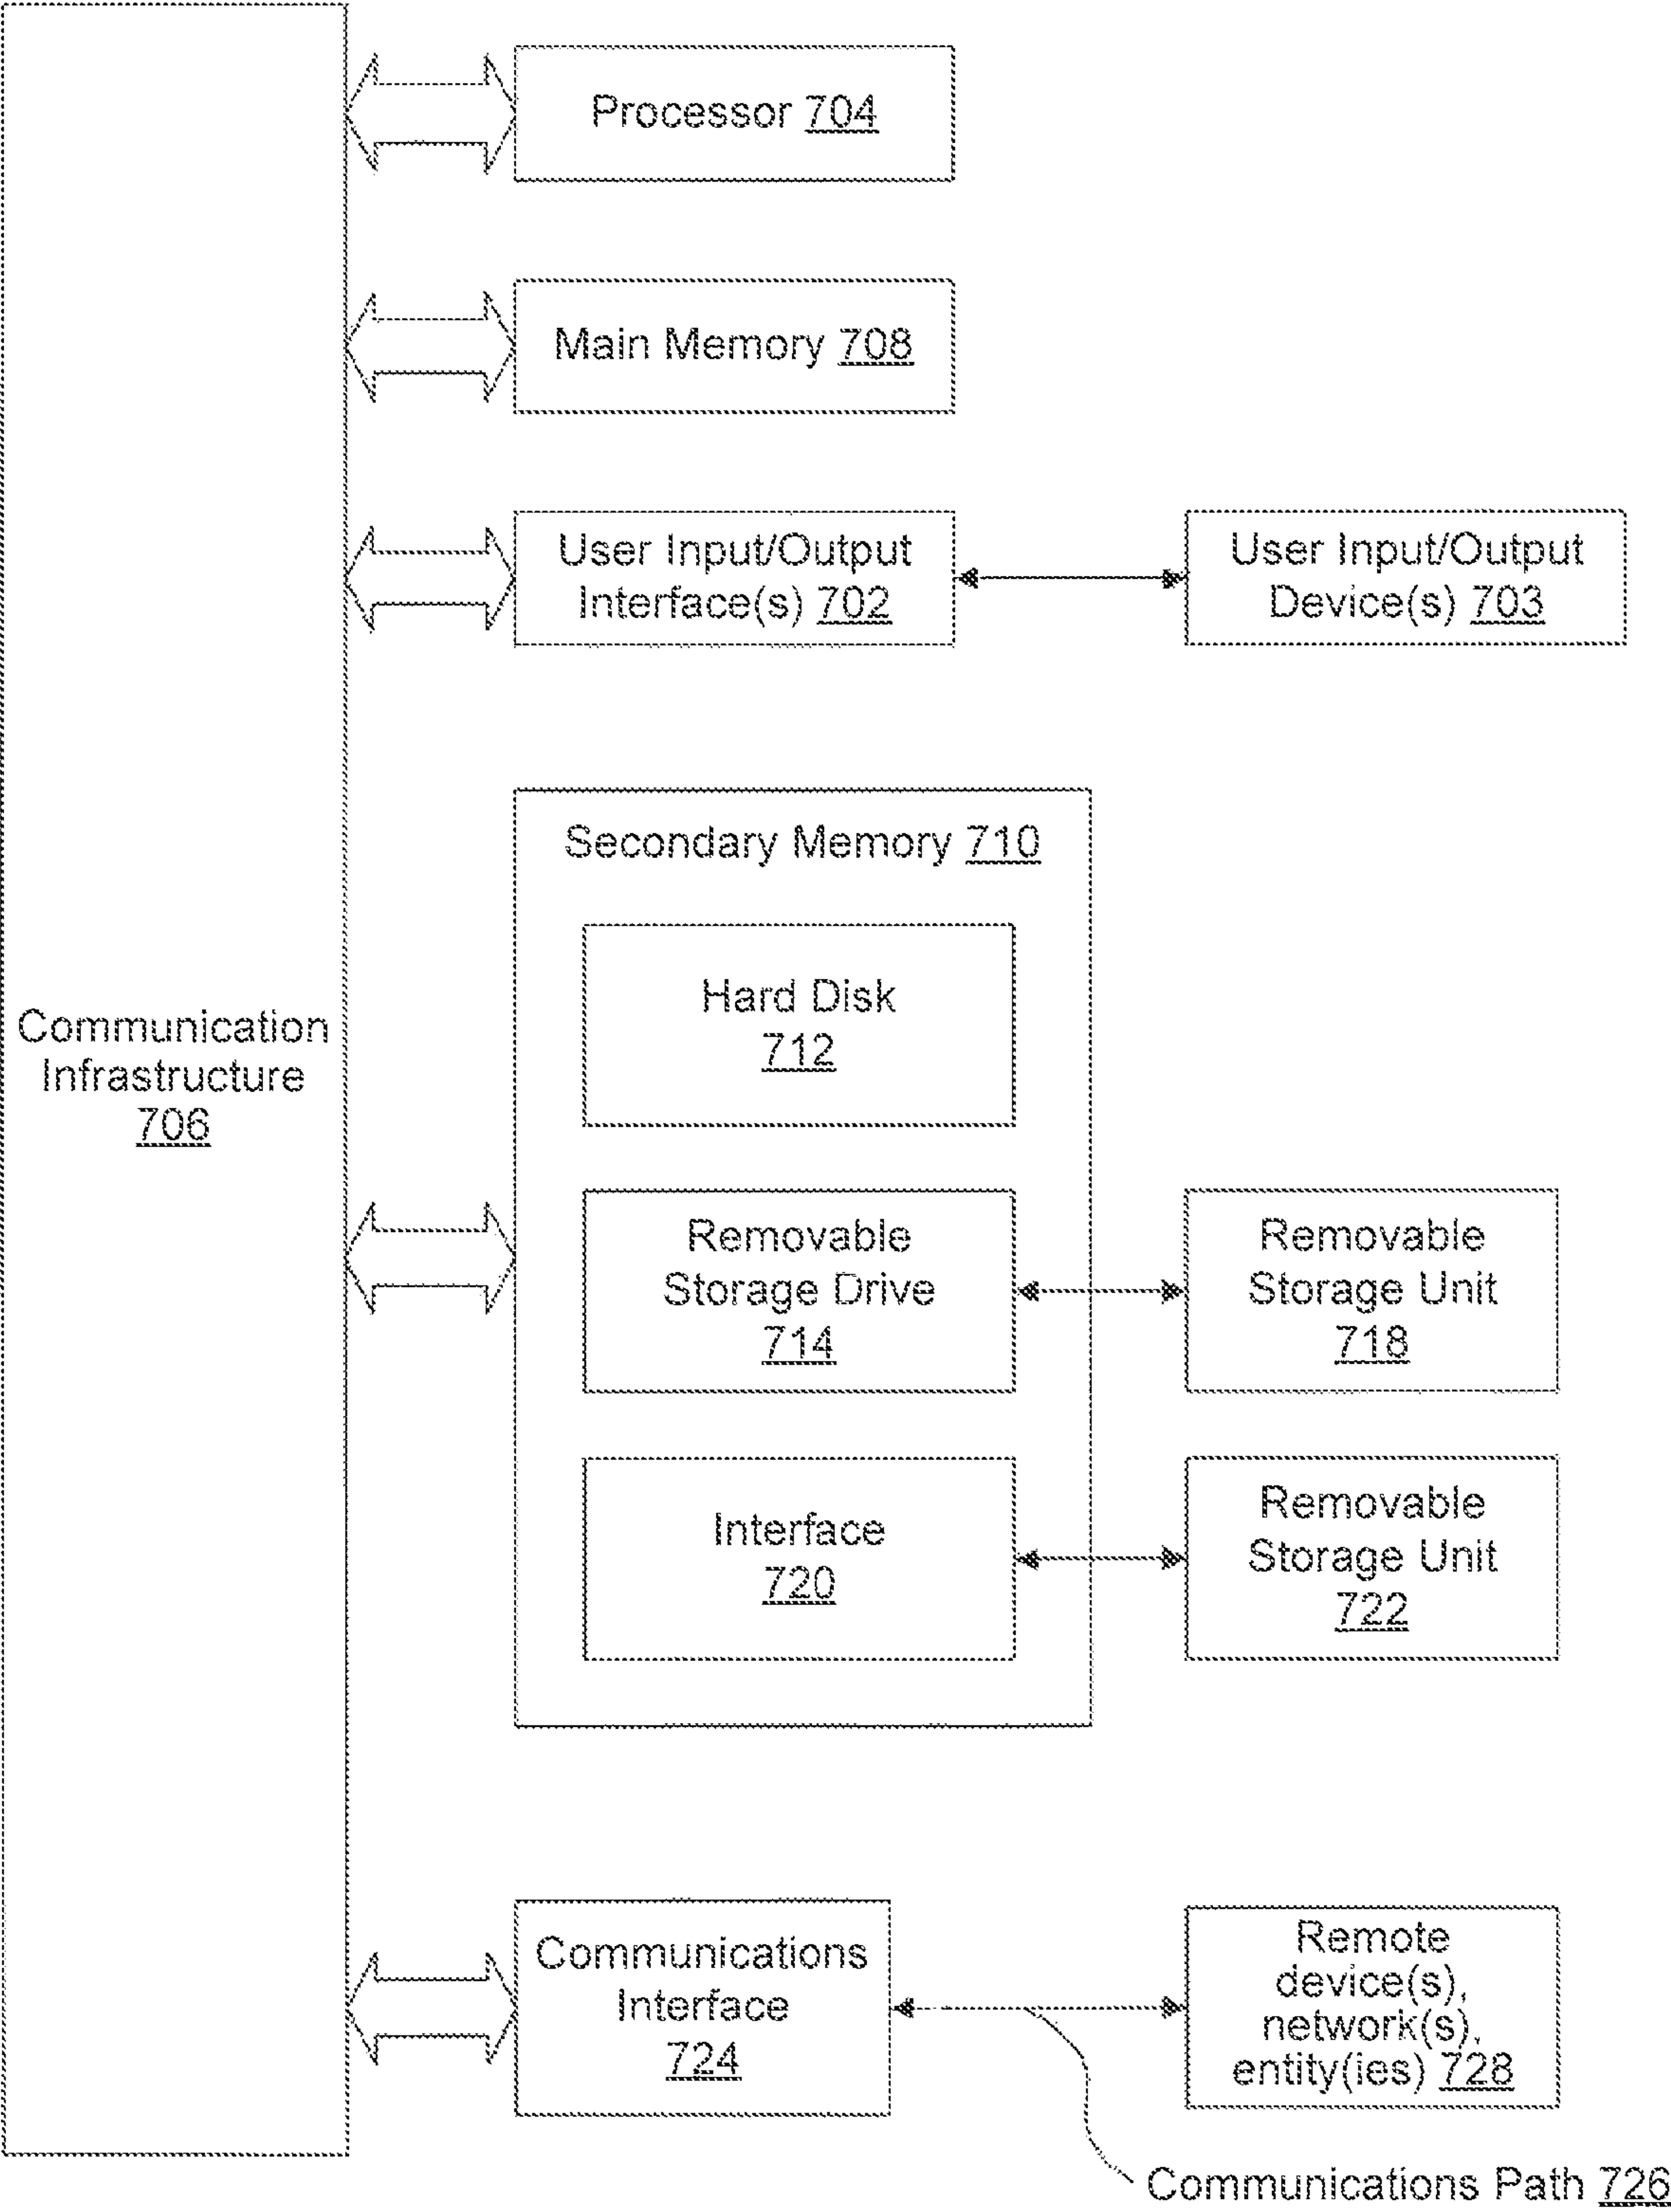 Processor 704
Main Memory 708
User Input/Output
Interface(s) 702
User Input/Output
Device(s) 703
Secondary Memory 710
Hard Disk
712
Communication
Infrastructure
706
Removable
Storage Drive
714
Removable
Storage Unit
718
Interface
720
Removable
Storage Unit
722
Communications
Interface
724
Remote
device(s),
network(s),
entity(ies) 728
Communications Path 726